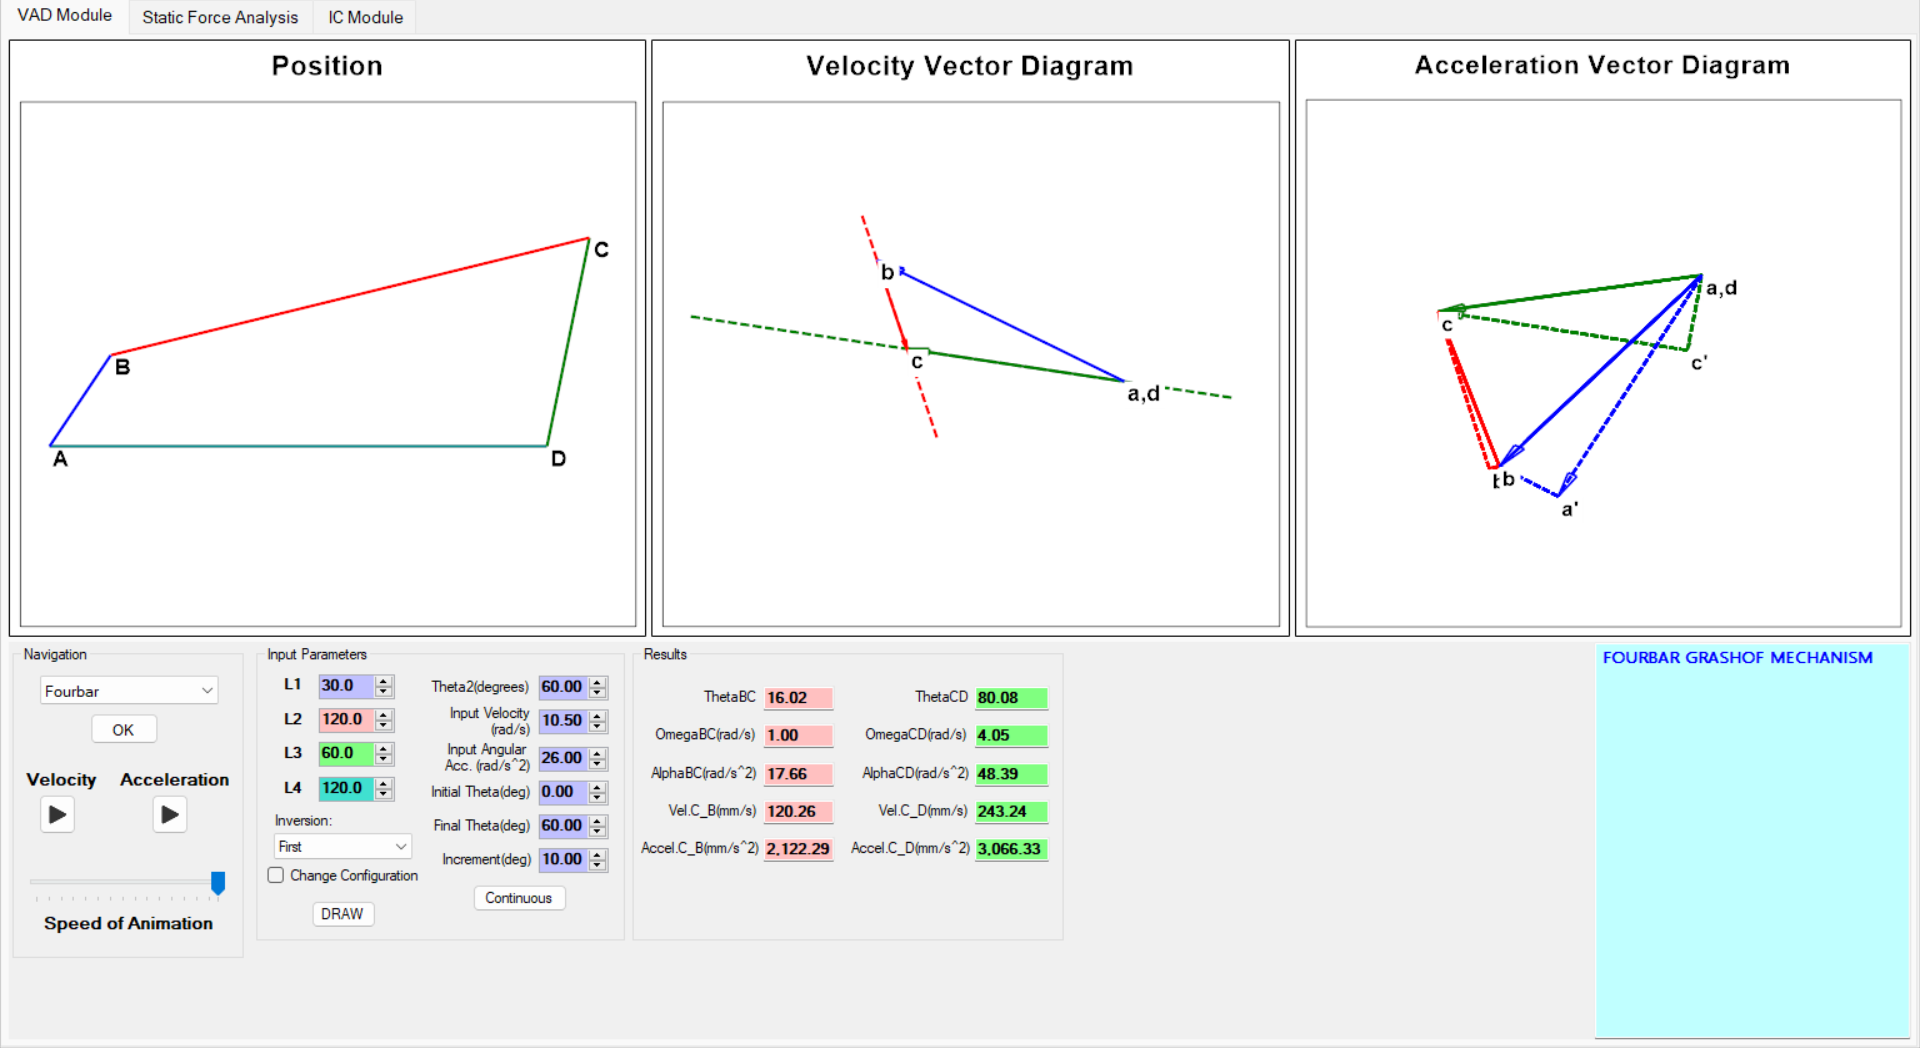 VAD Module
Static Force Analysis
IC Module
Position
Velocity Vector Diagram
Acceleration Vector Diagram
C
B
A
D
b
c
a,d
a,d
c
c'
b
a'
Navigation
Fourbar
OK
Velocity
Acceleration
Speed of Animation
Input Parameters
L1 30.0
L2 120.0
L3 60.0
L4 120.0
Inversion:
First
Change Configuration
DRAW
Theta2(degrees) 60.00
Input Velocity
(rad/s) 10.50
Input Angular
Acc. (rad/s^2) 26.00
Initial Theta(deg) 0.00
Final Theta(deg) 60.00
Increment(deg) 10.00
Continuous
Results
ThetaBC 16.02 ThetaCD 80.08
OmegaBC(rad/s) 1.00 OmegaCD(rad/s) 4.05
AlphaBC(rad/s^2) 17.66 AlphaCD(rad/s^2) 48.39
Vel.C_B(mm/s) 120.26 Vel.C_D(mm/s) 243.24
Accel.C_B(mm/s^2) 2,122.29 Accel.C_D(mm/s^2) 3,066.33
FOURBAR GRASHOF MECHANISM